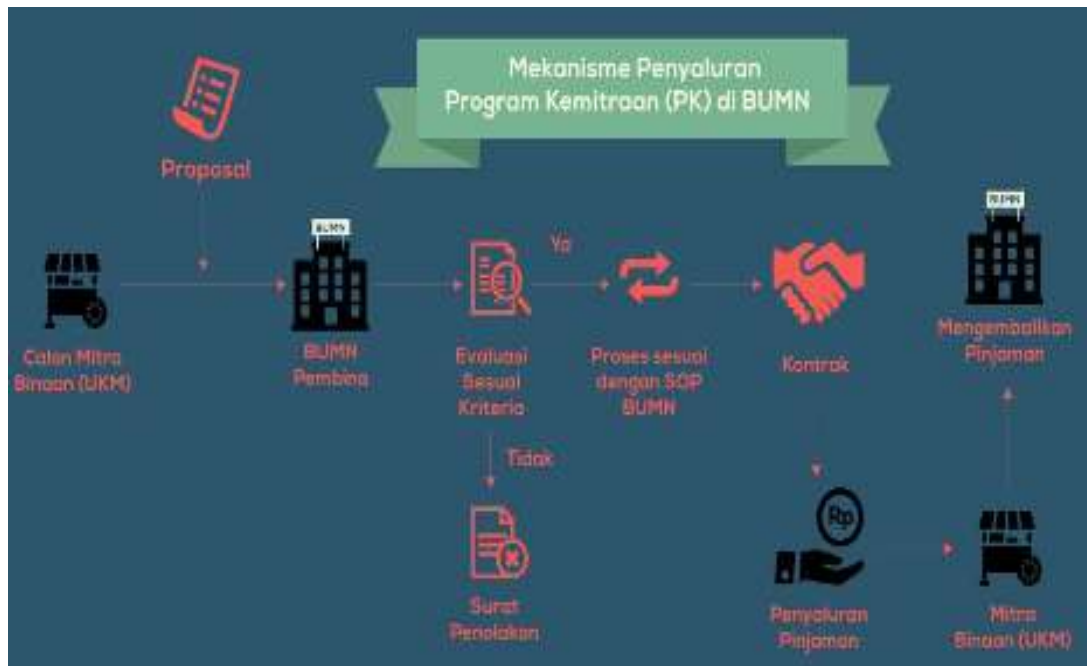 Mekanisme Penyaluran
Program Kemitraan (PK) di BUMN
Proposal
BUMN
Calon Mitra
Binaan (UKM)
BUMN
Pembina
Evaluasi
Sesuai
Kriteria
Ya
Tidak
Surat
Penolakan
Proses sesuai
dengan SOP
BUMN
Kontrak
Rp
Penyaluran
Pinjaman
Mitra
Binaan (UKM)
BUMN
Mengembalikan
Pinjaman